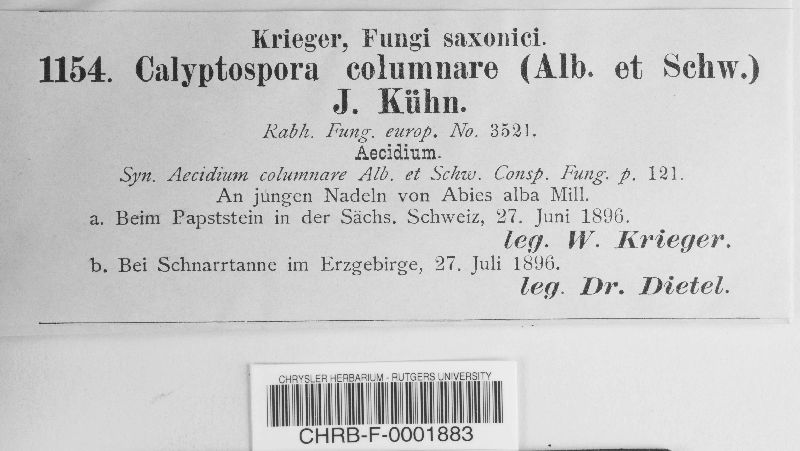 Krieger, Fungi saxonici.
1154. Calyptospora columnare (Alb. et Schw.)
J. Kühn.
Rabh. Fung. europ. No. 3521.
Aecidium.
Syn. Aecidium columnare Alb. et Schw. Consp. Fung. p. 121.
An jungen Nadeln von Abies alba Mill.
a. Beim Papststein in der Sächs. Schweiz, 27. Juni 1896.
leg. W. Krieger.
b. Bei Schnarrtanne im Erzgebirge, 27. Juli 1896.
leg. Dr. Dietel.
CHRYSLER HERBARIUM - RUTGERS UNIVERSITY
CHRB-F-0001883